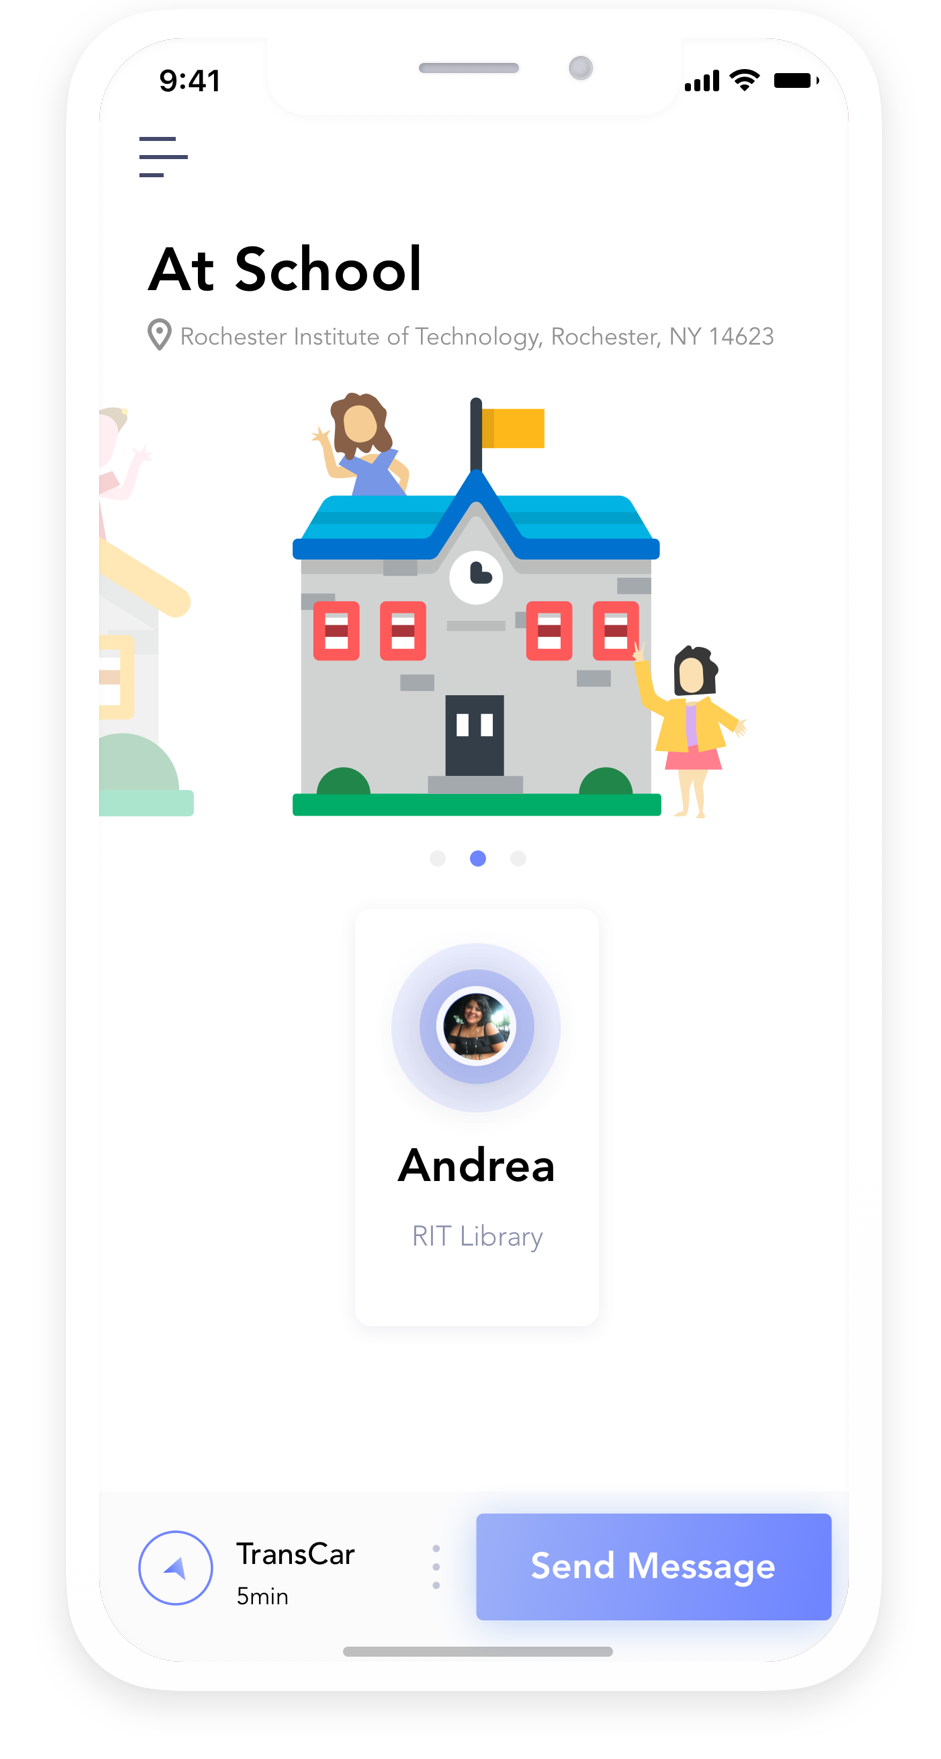 9:41
At School
Rochester Institute of Technology, Rochester, NY 14623
Andrea
RIT Library
TransCar
5min
Send Message